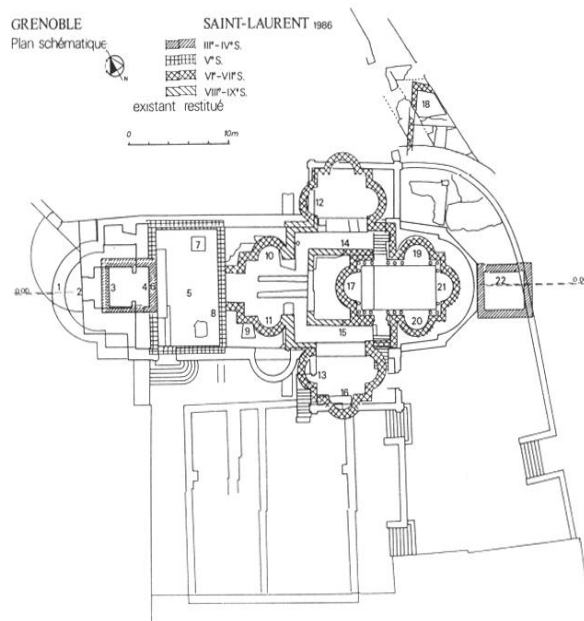 GRENOBLE SAINT-LAURENT 1986
Plan schématique
N
IIIᵉ-IVᵉ S.
Vᵉ S.
VIᵉ-VIIᵉ S.
VIIIᵉ-IXᵉ S.
existant restitué
0 10m
18
12
7
10
14
19
0.00
1
2
3
4
6
5
8
17
21
22
0.00
9
11
15
20
13
16